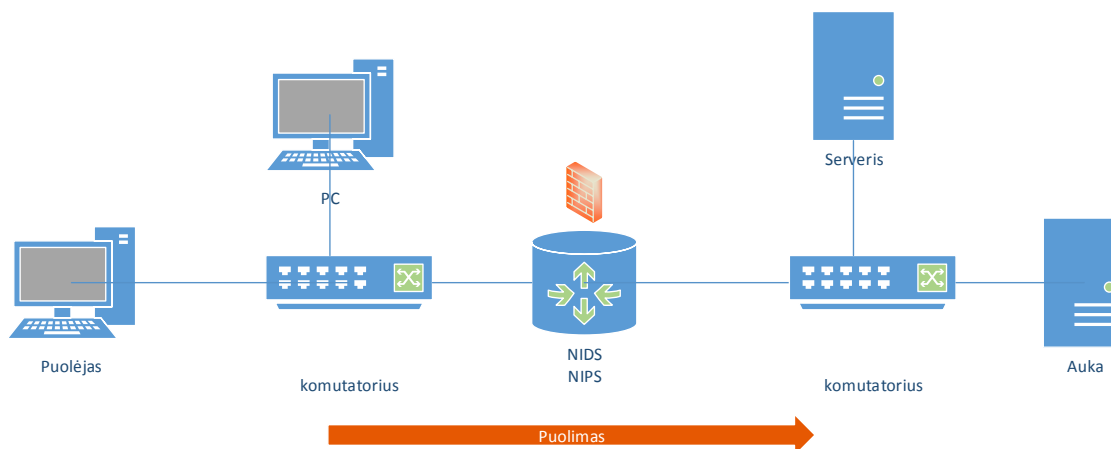 Serveris
PC
Puolėjas
komutatorius
NIDS
NIPS
komutatorius
Auka
Puolimas